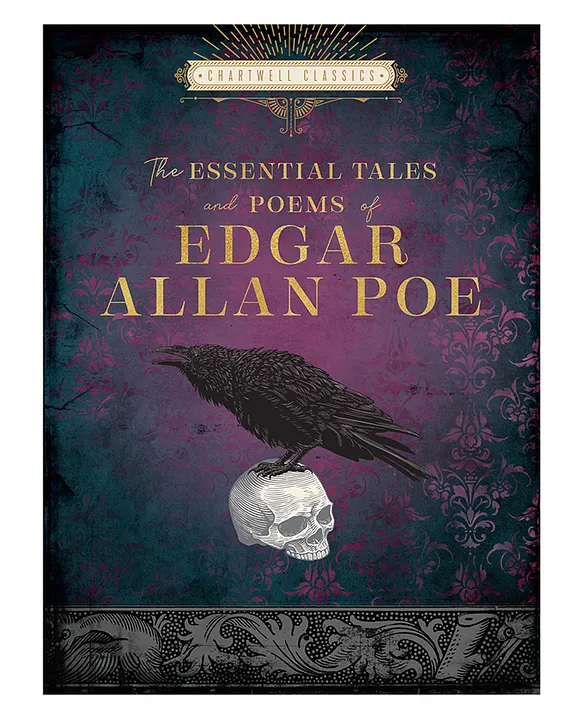 CHARTWELL CLASSICS
The ESSENTIAL TALES
and POEMS of
EDGAR
ALLAN POE